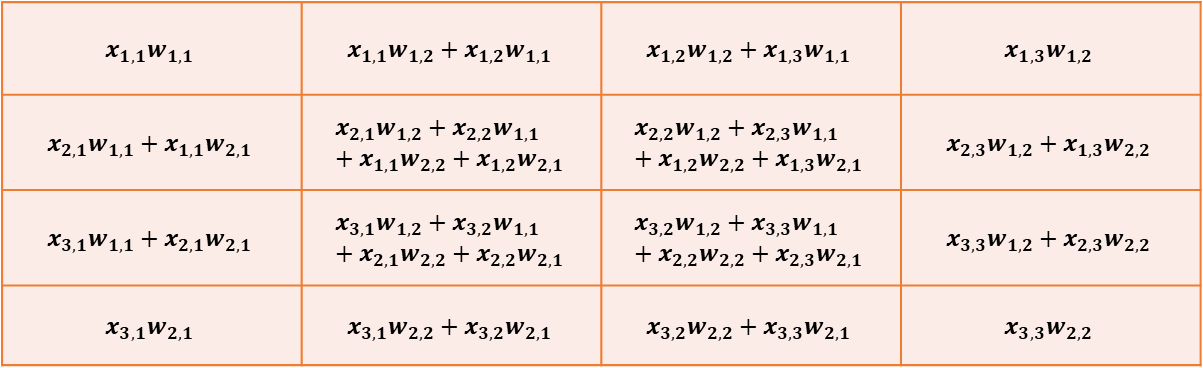 x₁,₁w₁,₁
x₁,₁w₁,₂ + x₁,₂w₁,₁
x₁,₂w₁,₂ + x₁,₃w₁,₁
x₁,₃w₁,₂
x₂,₁w₁,₁ + x₁,₁w₂,₁
x₂,₁w₁,₂ + x₂,₂w₁,₁
+ x₁,₁w₂,₂ + x₁,₂w₂,₁
x₂,₂w₁,₂ + x₂,₃w₁,₁
+ x₁,₂w₂,₂ + x₁,₃w₂,₁
x₂,₃w₁,₂ + x₁,₃w₂,₂
x₃,₁w₁,₁ + x₂,₁w₂,₁
x₃,₁w₁,₂ + x₃,₂w₁,₁
+ x₂,₁w₂,₂ + x₂,₂w₂,₁
x₃,₂w₁,₂ + x₃,₃w₁,₁
+ x₂,₂w₂,₂ + x₂,₃w₂,₁
x₃,₃w₁,₂ + x₂,₃w₂,₂
x₃,₁w₂,₁
x₃,₁w₂,₂ + x₃,₂w₂,₁
x₃,₂w₂,₂ + x₃,₃w₂,₁
x₃,₃w₂,₂